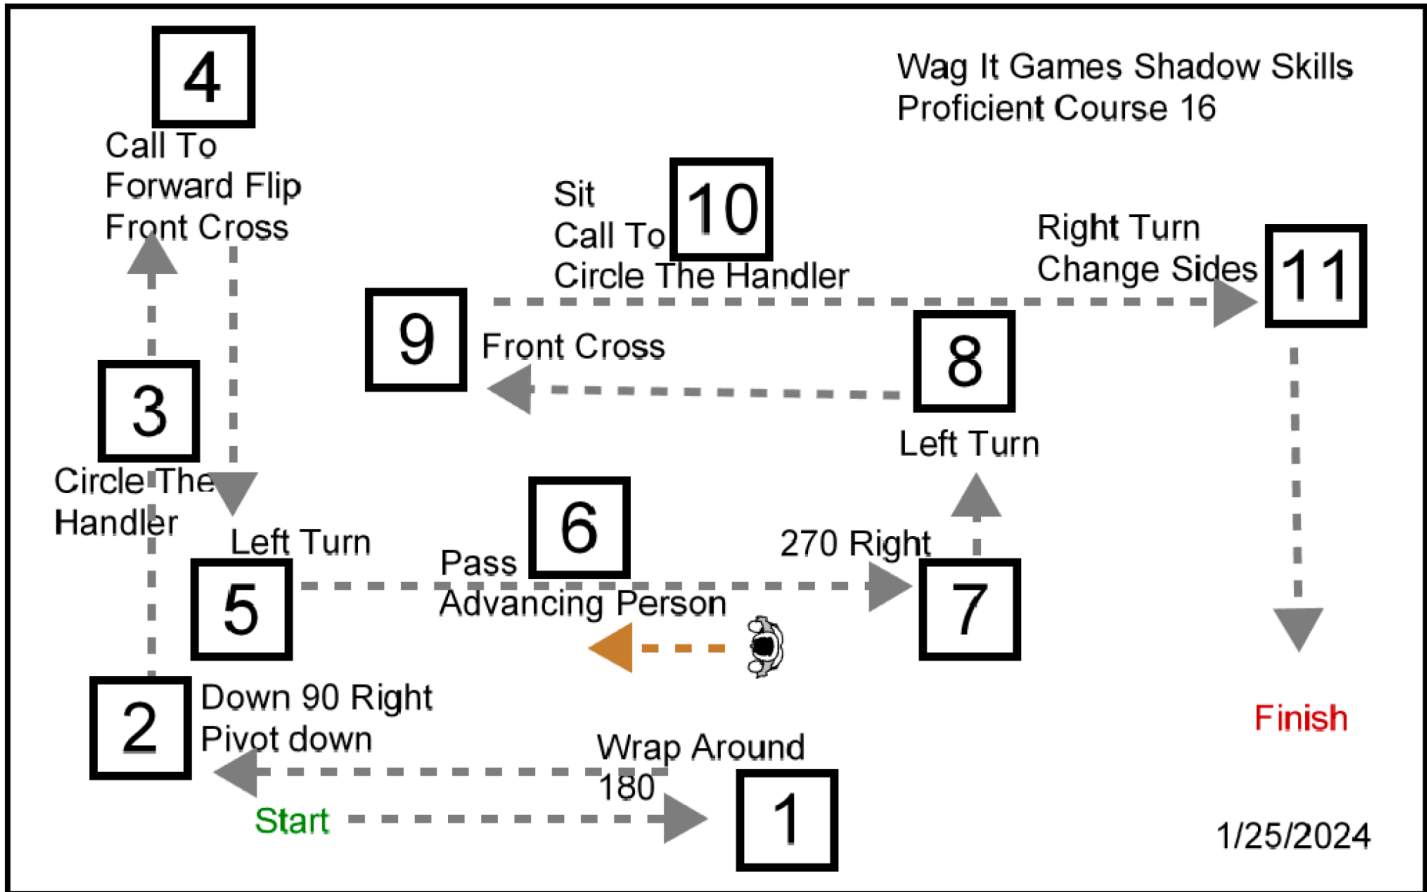 Wag It Games Shadow Skills
Proficient Course 16
4
Call To
Forward Flip
Front Cross
Sit
Call To
Circle The Handler
10
Right Turn
Change Sides
11
9
Front Cross
8
Left Turn
3
Circle The
Handler
Left Turn
5
6
Pass
Advancing Person
270 Right
7
2
Down 90 Right
Pivot down
Wrap Around
180
1
Start
Finish
1/25/2024